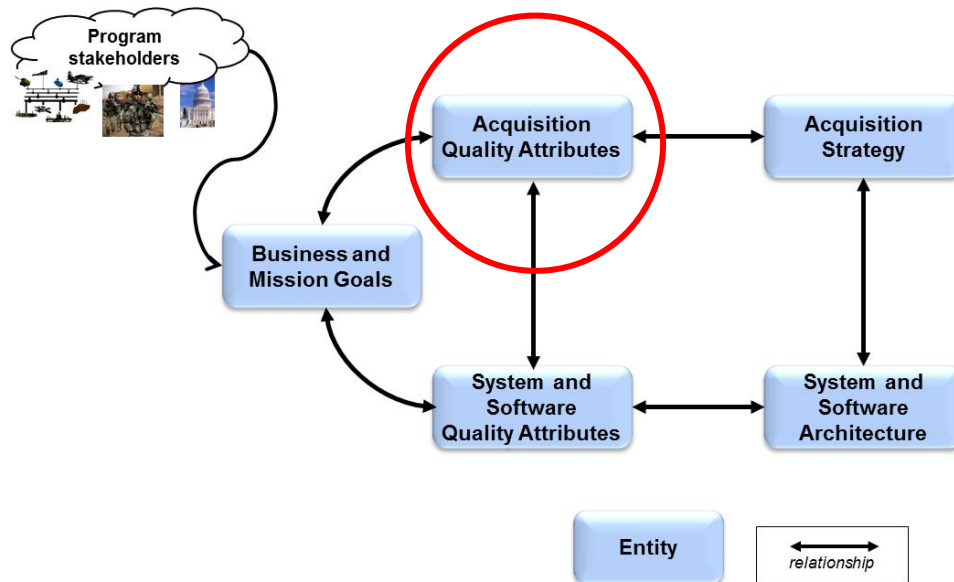 Program
stakeholders
Acquisition
Quality Attributes
Acquisition
Strategy
Business and
Mission Goals
System and
Software
Quality Attributes
System and
Software
Architecture
Entity
relationship